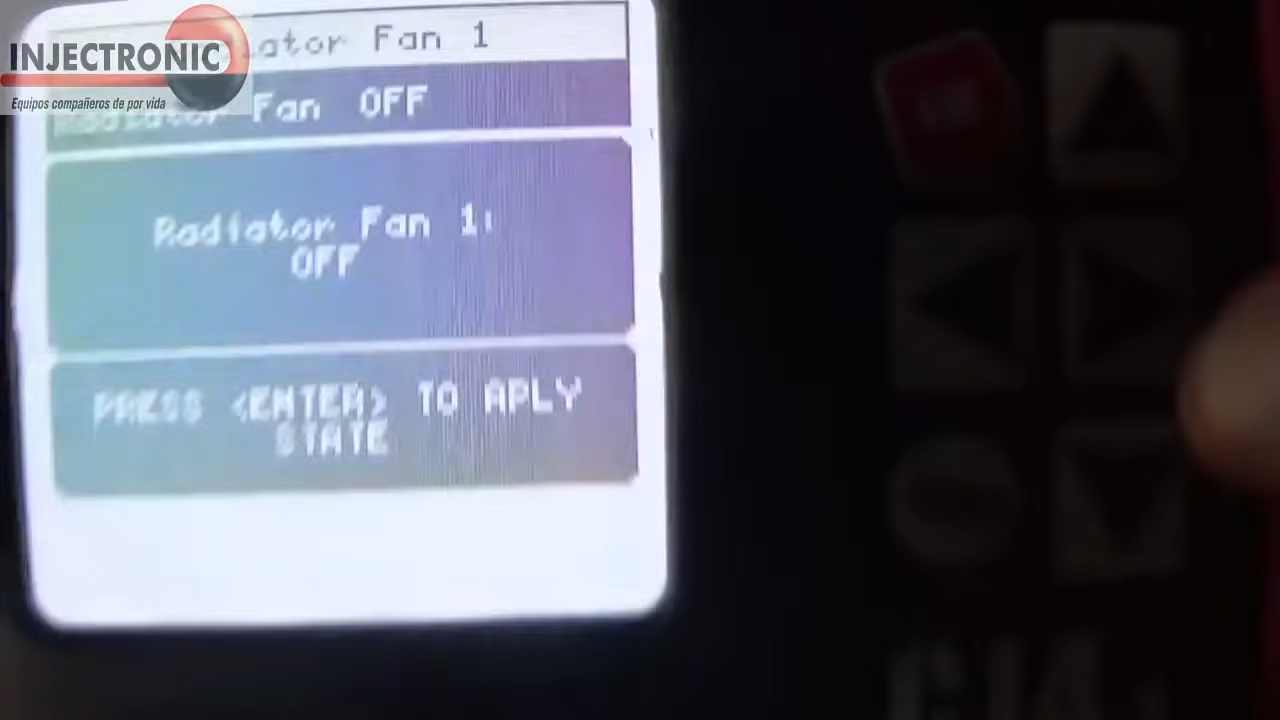 INJECTRONIC
Equipos compañeros de por vida
ator Fan 1
Radiator Fan OFF
Radiator Fan 1:
OFF
PRESS <ENTER> TO APLY
STATE